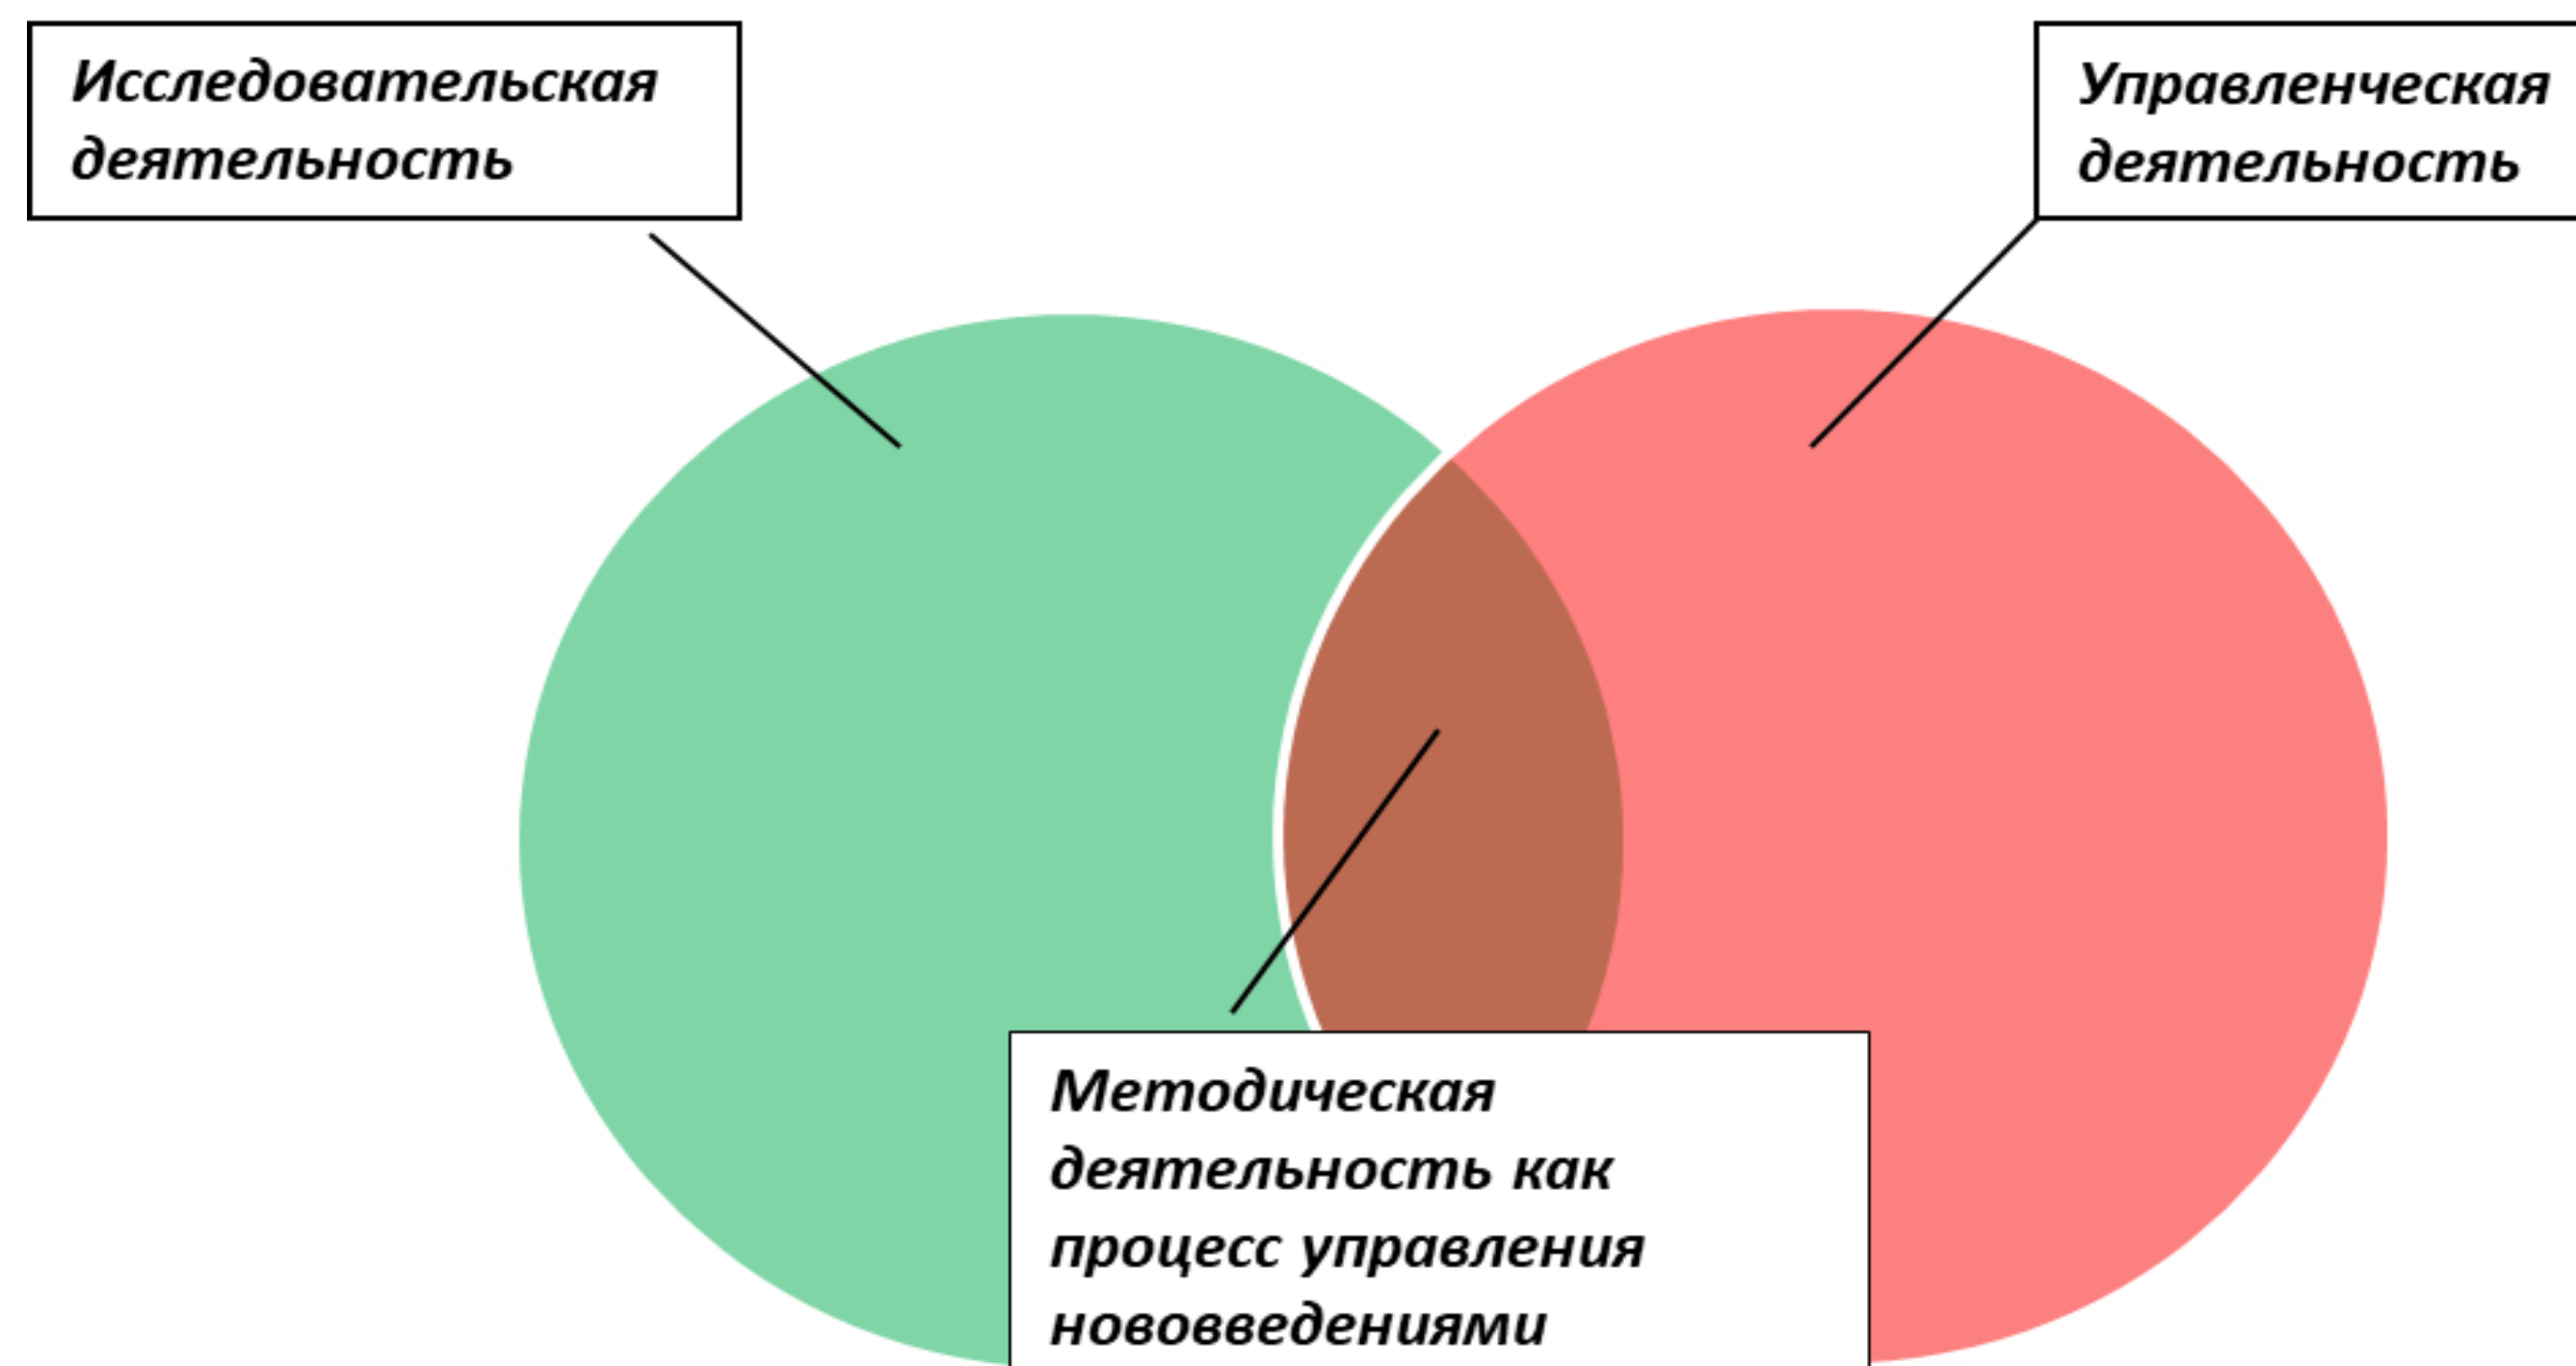 Исследовательская
деятельность
Управленческая
деятельность
Методическая
деятельность как
процесс управления
нововведениями